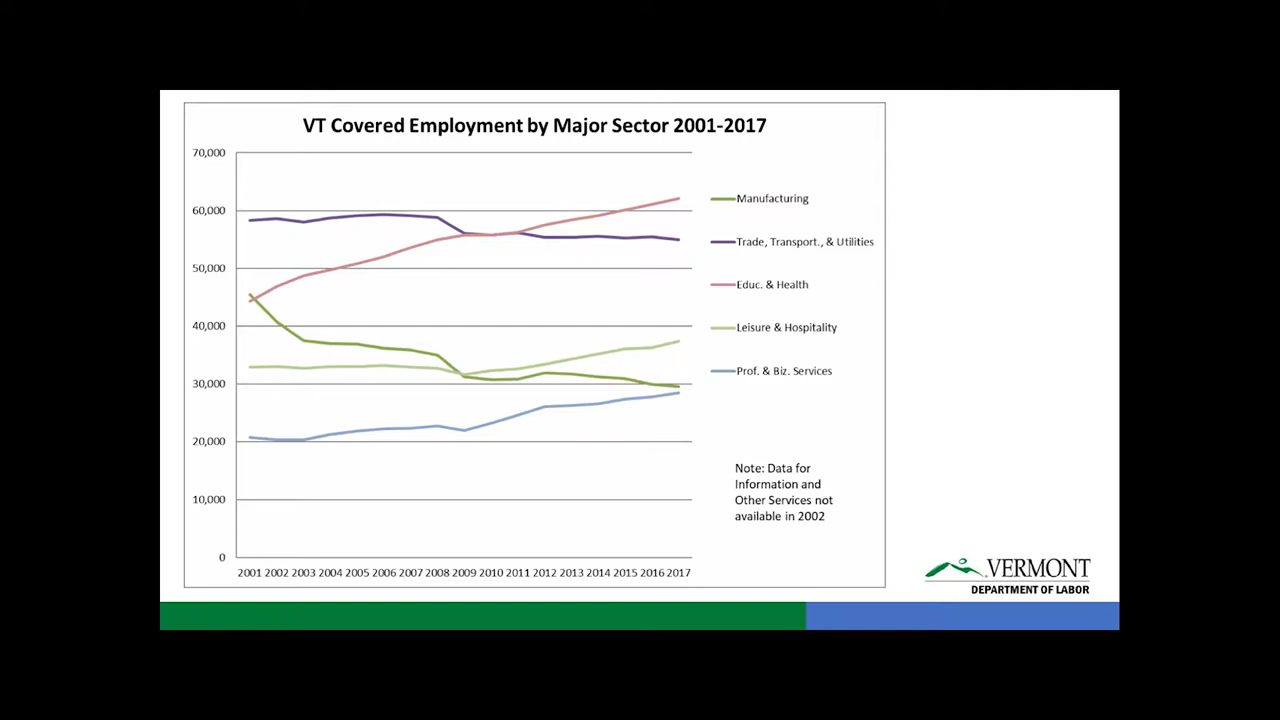 VT Covered Employment by Major Sector 2001-2017
70,000
60,000
50,000
40,000
30,000
20,000
10,000
0
2001 2002 2003 2004 2005 2006 2007 2008 2009 2010 2011 2012 2013 2014 2015 2016 2017
Manufacturing
Trade, Transport., & Utilities
Educ. & Health
Leisure & Hospitality
Prof. & Biz. Services
Note: Data for
Information and
Other Services not
available in 2002
VERMONT
DEPARTMENT OF LABOR